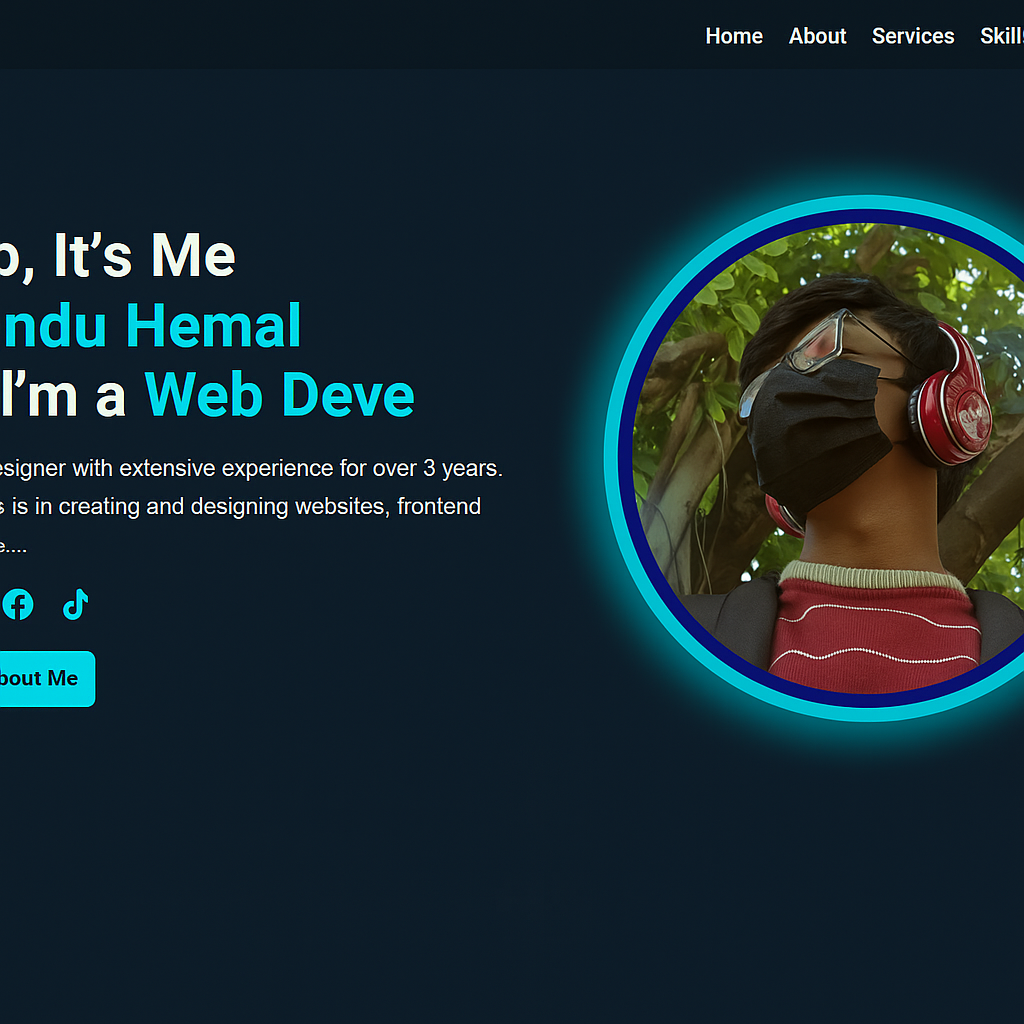 Home About Services Skills
p, It’s Me
ndu Hemal
I’m a Web Deve
esigner with extensive experience for over 3 years.
s is in creating and designing websites, frontend
e....
bout Me